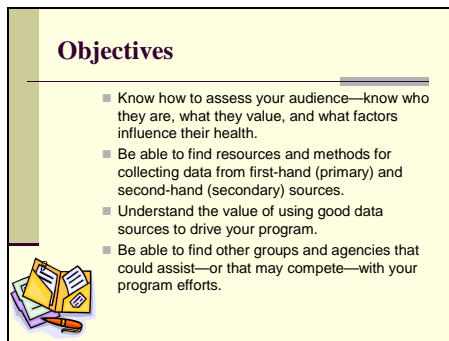 Objectives
Know how to assess your audience—know who
they are, what they value, and what factors
influence their health.
Be able to find resources and methods for
collecting data from first-hand (primary) and
second-hand (secondary) sources.
Understand the value of using good data
sources to drive your program.
Be able to find other groups and agencies that
could assist—or that may compete—with your
program efforts.